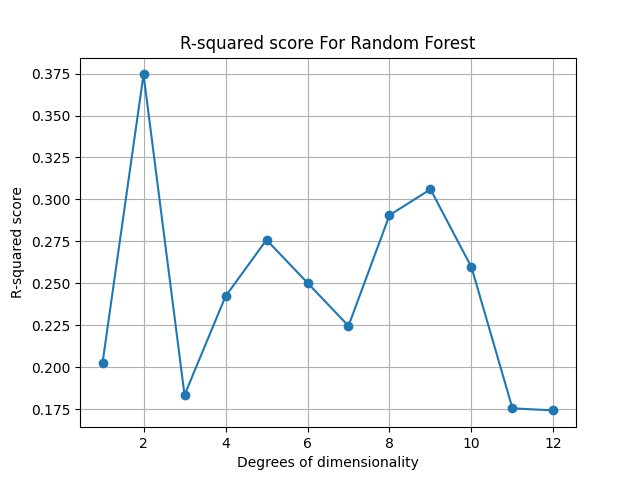 R-squared score For Random Forest
R-squared score
0.375
0.350
0.325
0.300
0.275
0.250
0.225
0.200
0.175
2 4 6 8 10 12
Degrees of dimensionality